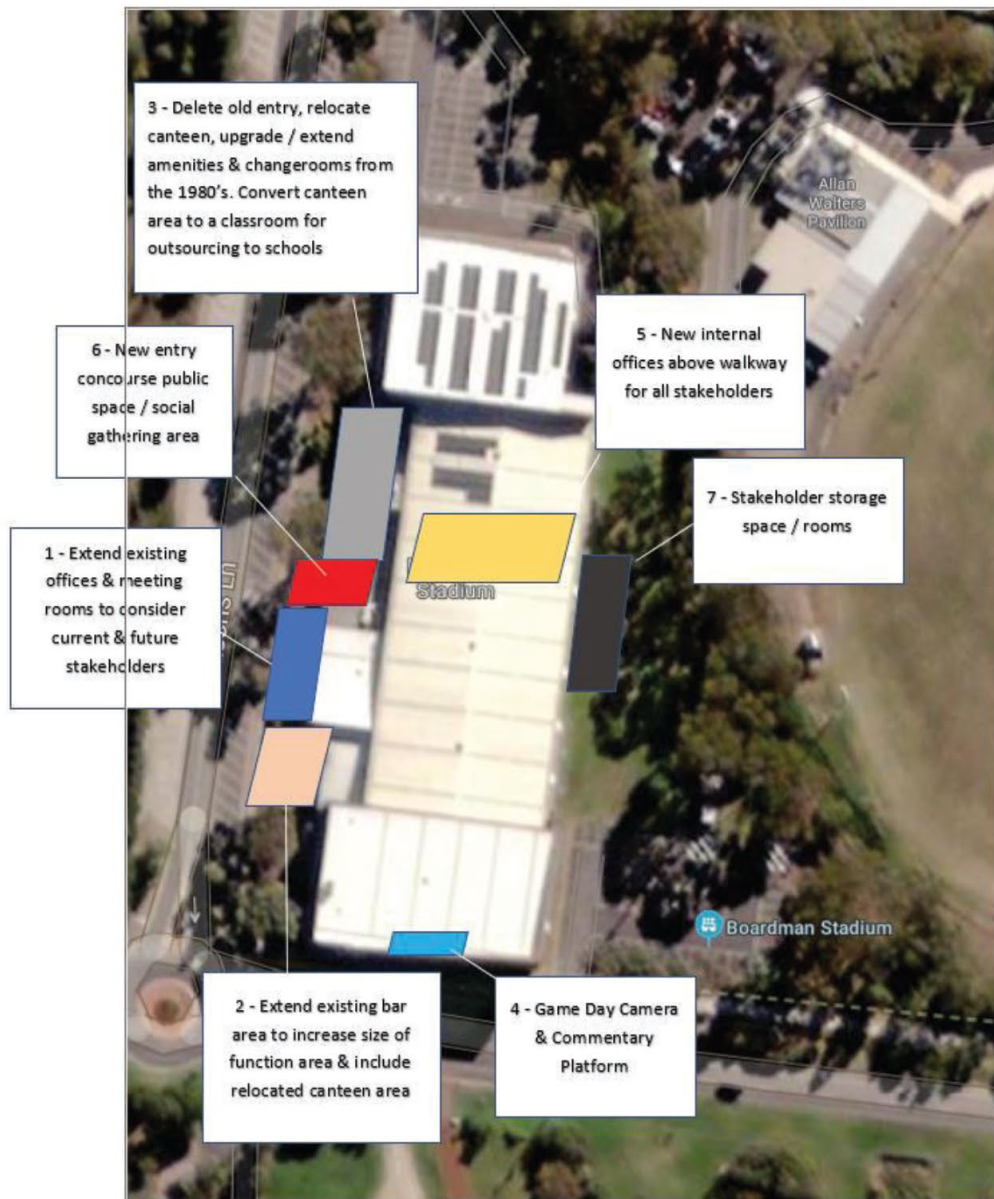 3 - Delete old entry, relocate
canteen, upgrade / extend
amenities & changerooms from
the 1980's. Convert canteen
area to a classroom for
outsourcing to schools
Allan
Walters
Pavilion
5 - New internal
offices above walkway
for all stakeholders
6 - New entry
concourse public
space / social
gathering area
7 - Stakeholder storage
space / rooms
1 - Extend existing
offices & meeting
rooms to consider
current & future
stakeholders
Stadium
Ln
Boardman Stadium
2 - Extend existing bar
area to increase size of
function area & include
relocated canteen area
4 - Game Day Camera
& Commentary
Platform